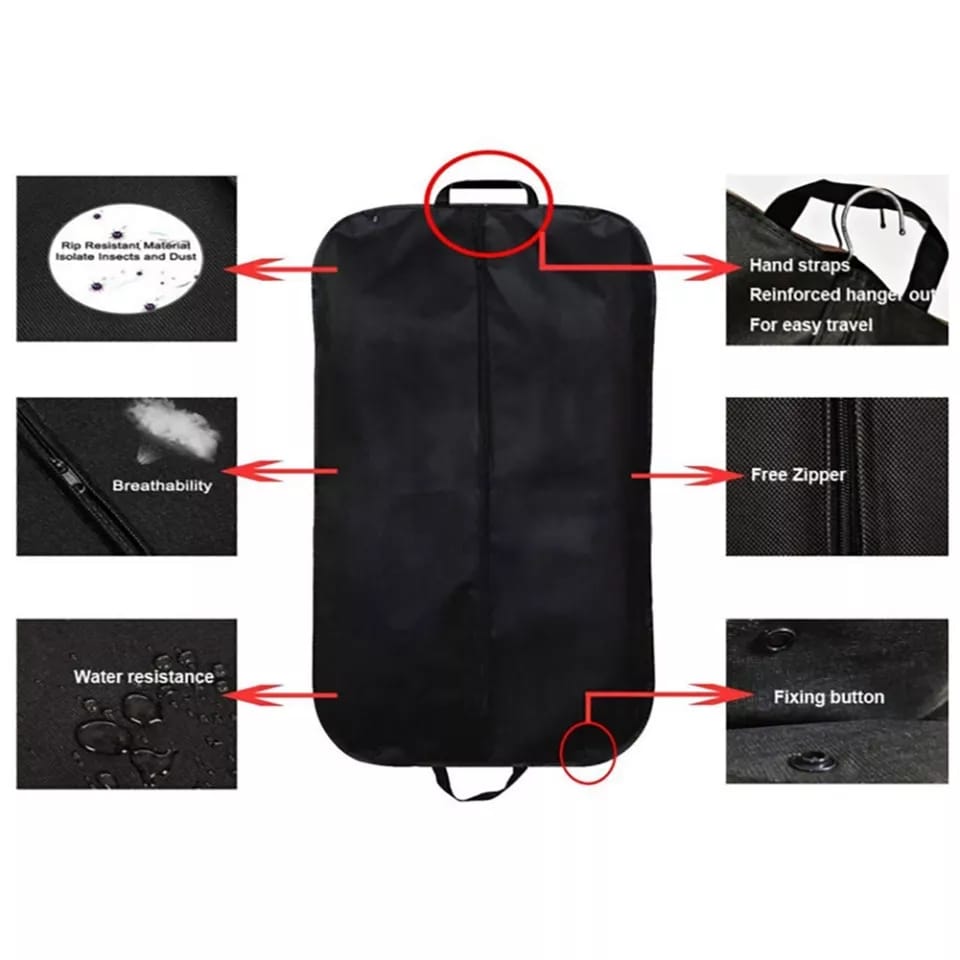 Rip Resistant Material
Isolate Insects and Dust
Hand straps
Reinforced hanger out
For easy travel
Breathability
Free Zipper
Water resistance
Fixing button